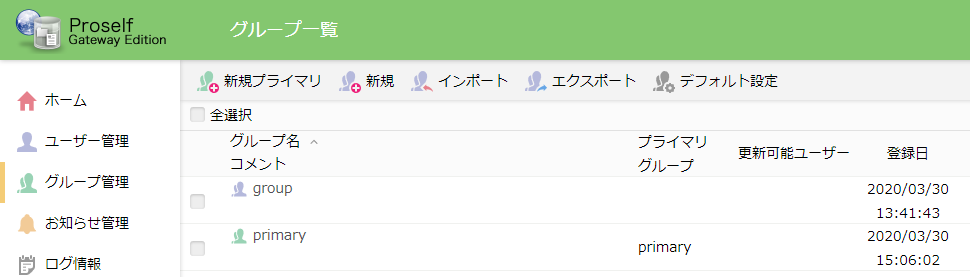 Proself
Gateway Edition
グループ一覧
新規プライマリ 新規 インポート エクスポート デフォルト設定
ホーム
ユーザー管理
グループ管理
お知らせ管理
ログ情報
全選択
グループ名
コメント
プライマリ
グループ
更新可能ユーザー
登録日
group
2020/03/30
13:41:43
primary
primary
2020/03/30
15:06:02